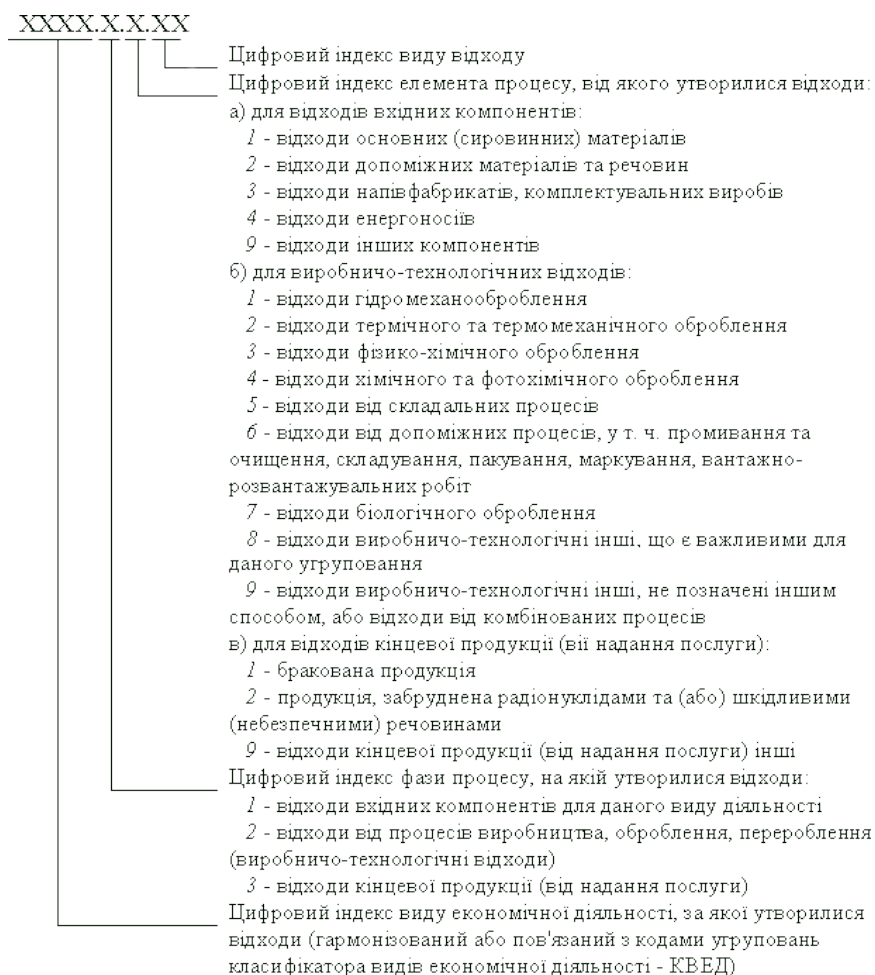 XXXX.X.X.XX
Цифровий індекс виду відходу
Цифровий індекс елемента процесу, від якого утворилися відходи:
а) для відходів вхідних компонентів:
1 - відходи основних (сировинних) матеріалів
2 - відходи допоміжних матеріалів та речовин
3 - відходи напівфабрикатів, комплектувальних виробів
4 - відходи енергоносіїв
9 - відходи інших компонентів
б) для виробничо-технологічних відходів:
1 - відходи гідромеханооброблення
2 - відходи термічного та термомеханічного оброблення
3 - відходи фізико-хімічного оброблення
4 - відходи хімічного та фотохімічного оброблення
5 - відходи від складальних процесів
6 - відходи від допоміжних процесів, у т. ч. промивання та
очищення, складування, пакування, маркування, вантажно-
розвантажувальних робіт
7 - відходи біологічного оброблення
8 - відходи виробничо-технологічні інші, що є важливими для
даного угруповання
9 - відходи виробничо-технологічні інші, не позначені іншим
способом, або відходи від комбінованих процесів
в) для відходів кінцевої продукції (вії надання послуги):
1 - бракована продукція
2 - продукція, забруднена радіонуклідами та (або) шкідливими
(небезпечними) речовинами
9 - відходи кінцевої продукції (від надання послуги) інші
Цифровий індекс фази процесу, на якій утворилися відходи:
1 - відходи вхідних компонентів для даного виду діяльності
2 - відходи від процесів виробництва, оброблення, перероблення
(виробничо-технологічні відходи)
3 - відходи кінцевої продукції (від надання послуги)
Цифровий індекс виду економічної діяльності, за якої утворилися
відходи (гармонізований або пов'язаний з кодами угруповань
класифікатора видів економічної діяльності - КВЕД)